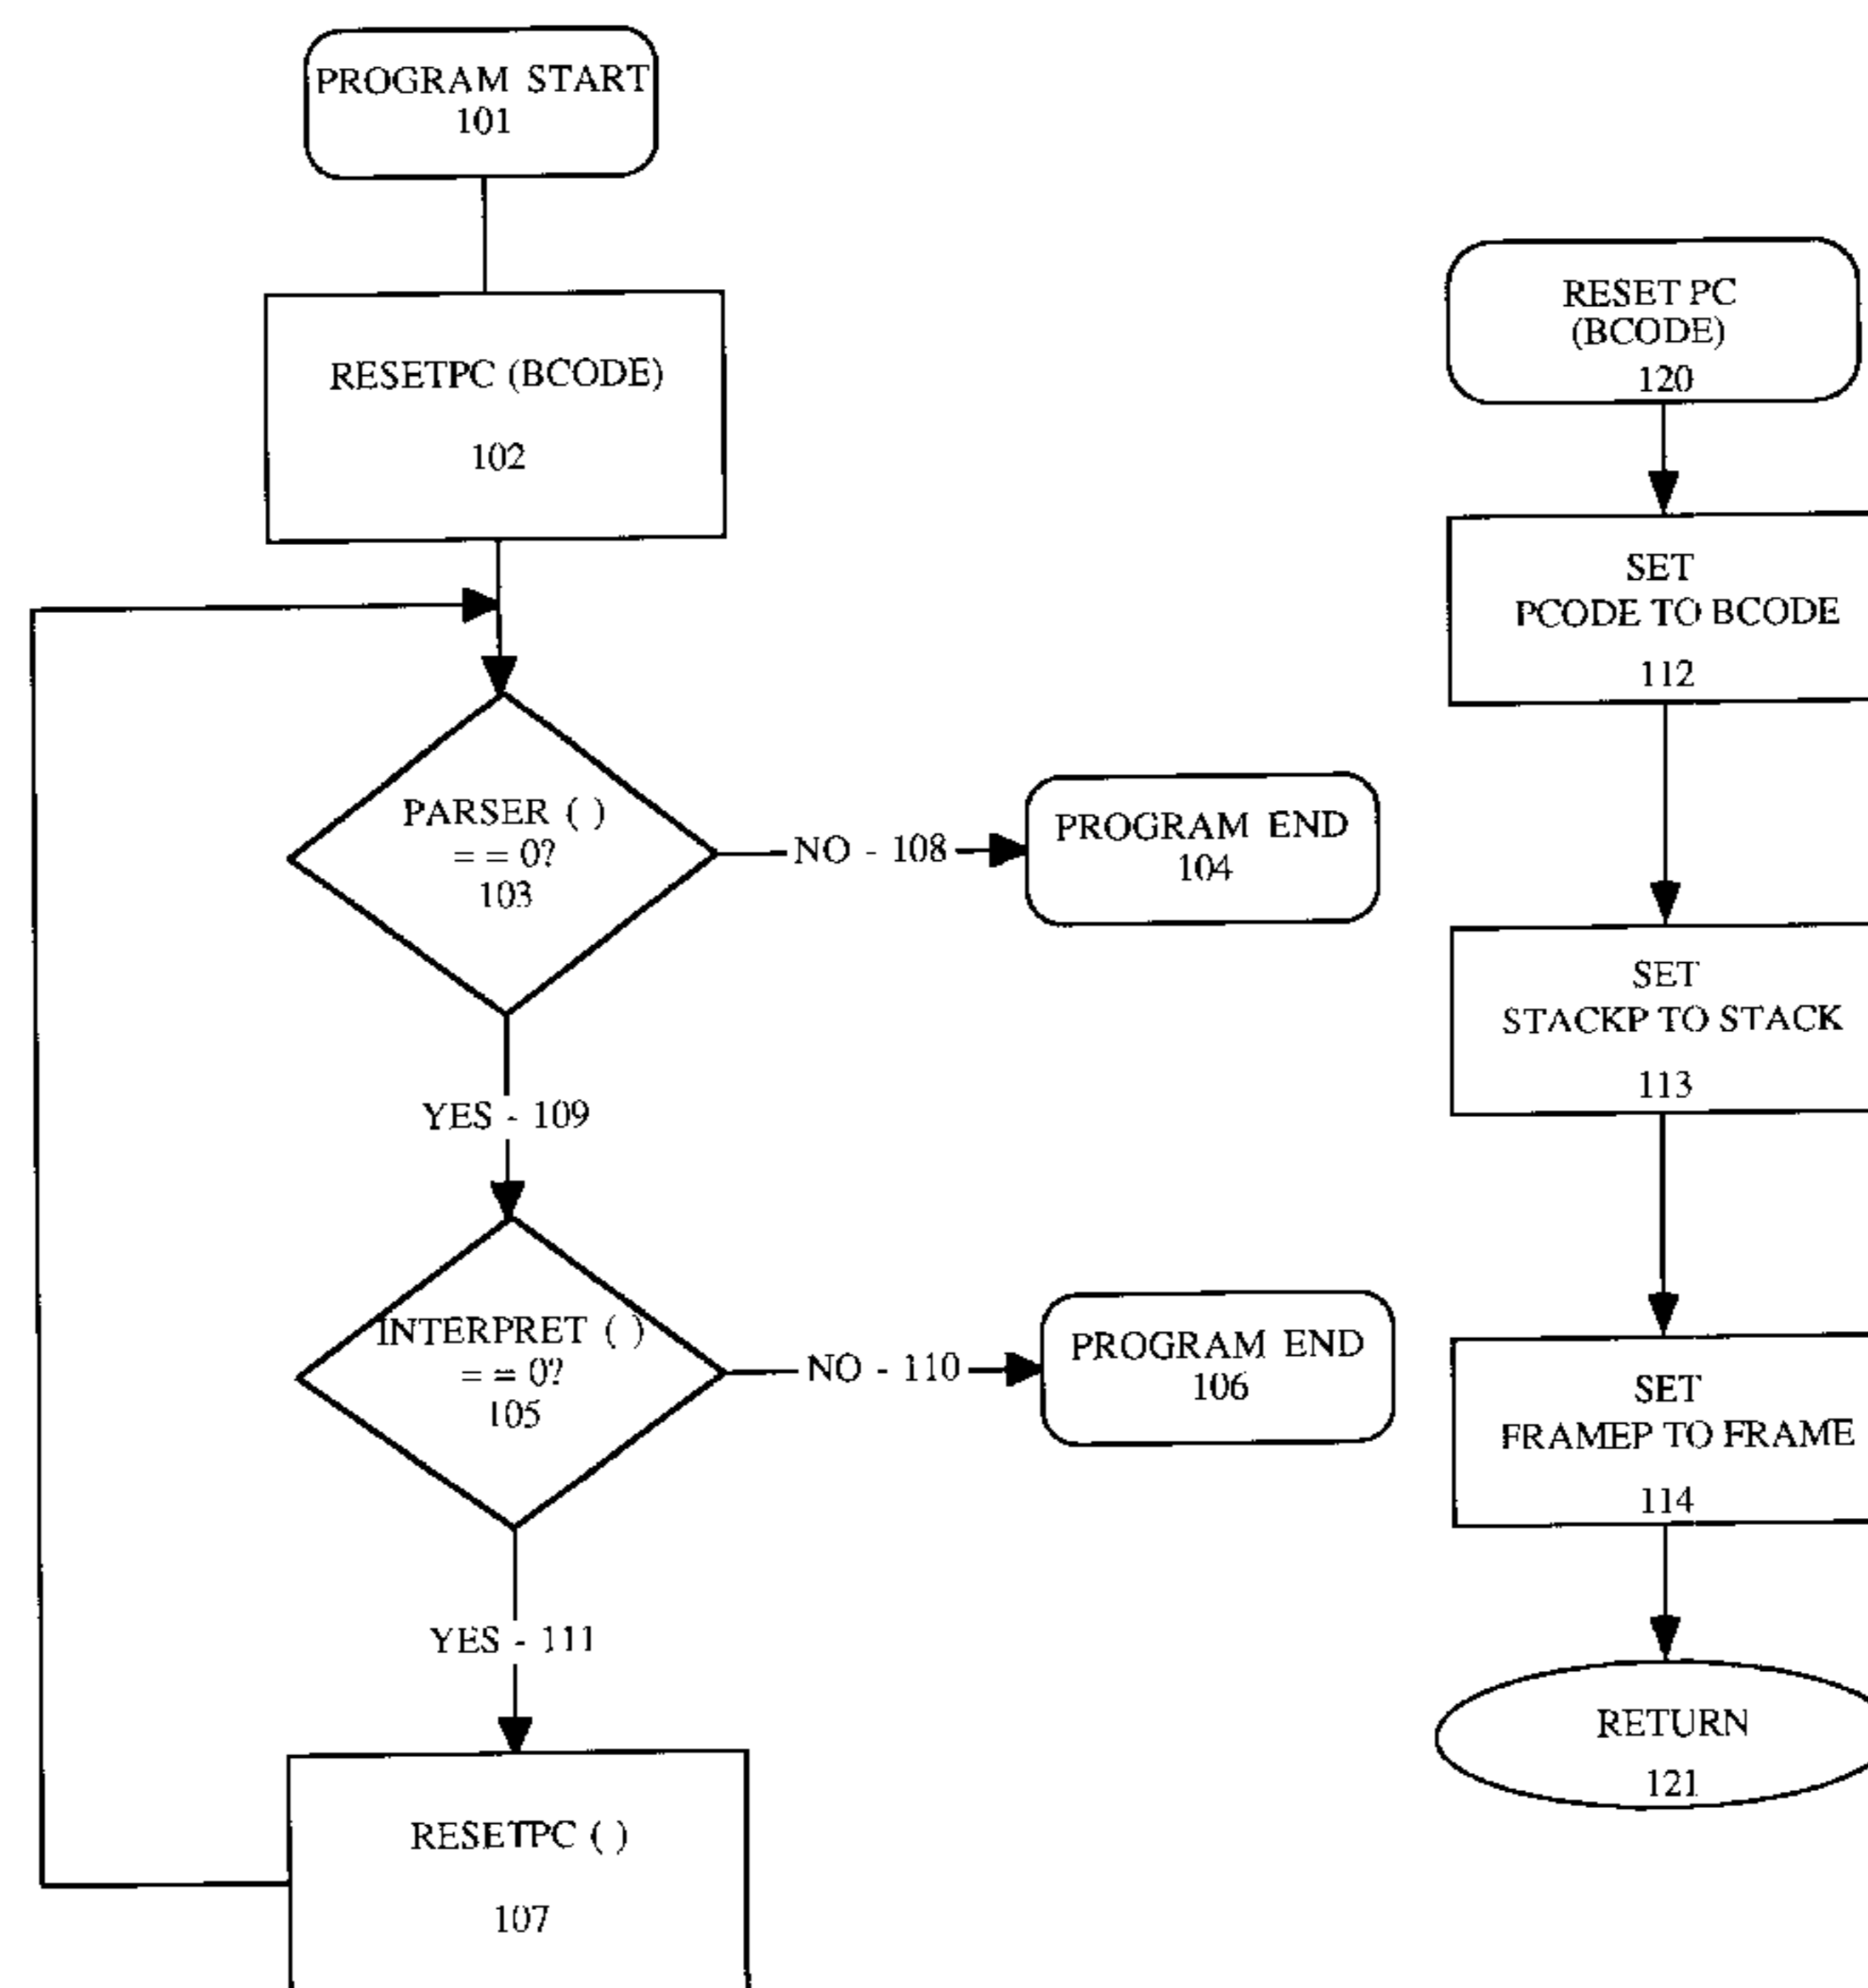 PROGRAM START
101
RESETPC (BCODE)
102
PARSER ( )
= = 0?
103
NO - 108
PROGRAM END
104
YES - 109
INTERPRET ( )
= = 0?
105
NO - 110
PROGRAM END
106
YES - 111
RESETPC ( )
107
RESET PC
(BCODE)
120
SET
PCODE TO BCODE
112
SET
STACKP TO STACK
113
SET
FRAMEP TO FRAME
114
RETURN
121